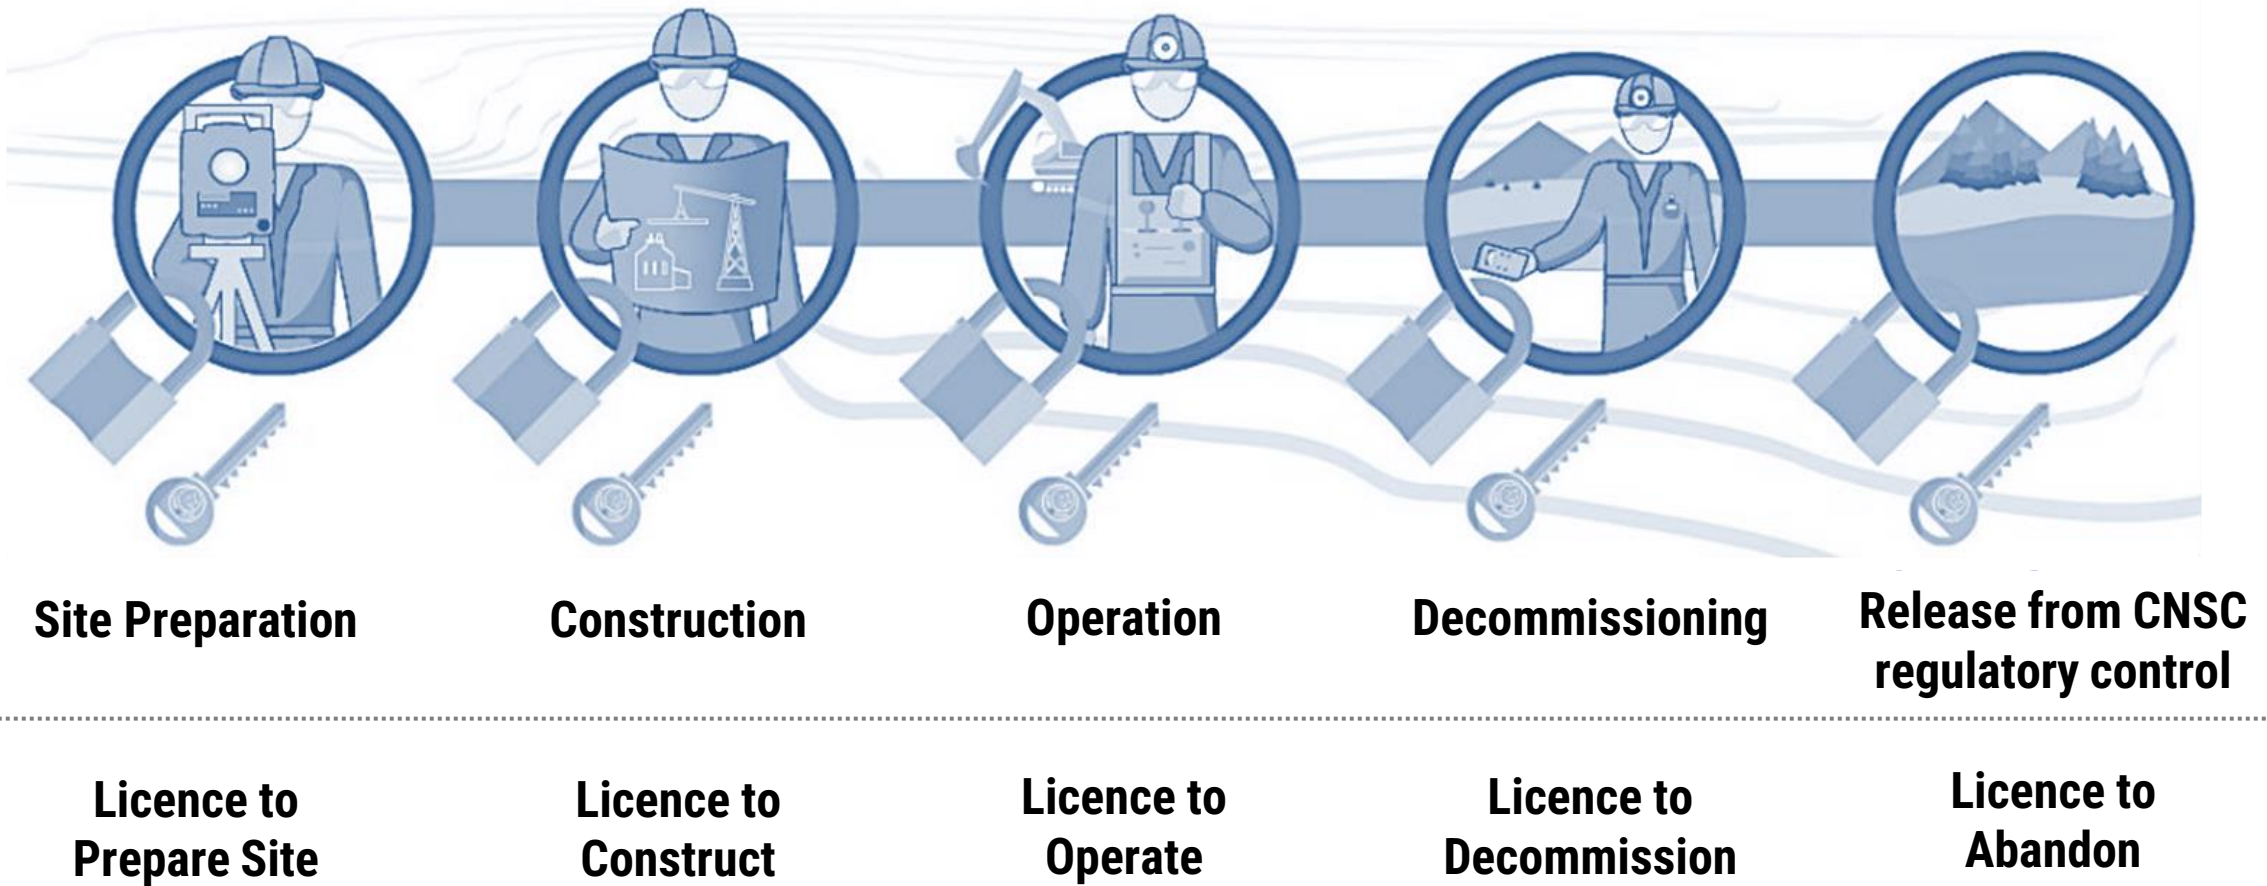 Site Preparation
Construction
Operation
Decommissioning
Release from CNSC
regulatory control
Licence to
Prepare Site
Licence to
Construct
Licence to
Operate
Licence to
Decommission
Licence to
Abandon